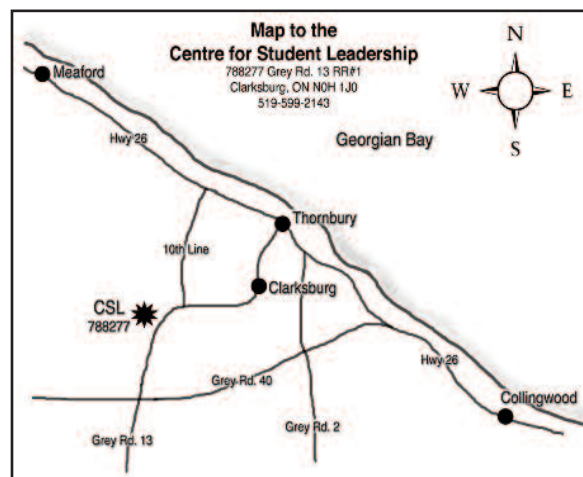 Map to the
Centre for Student Leadership
788277 Grey Rd. 13 RR#1
Clarksburg, ON N0H 1J0
519-599-2143
N
W E
S
Meaford
Hwy 26
Georgian Bay
Thornbury
10th Line
Clarksburg
CSL
788277
Hwy 26
Grey Rd. 40
Collingwood
Grey Rd. 13
Grey Rd. 2